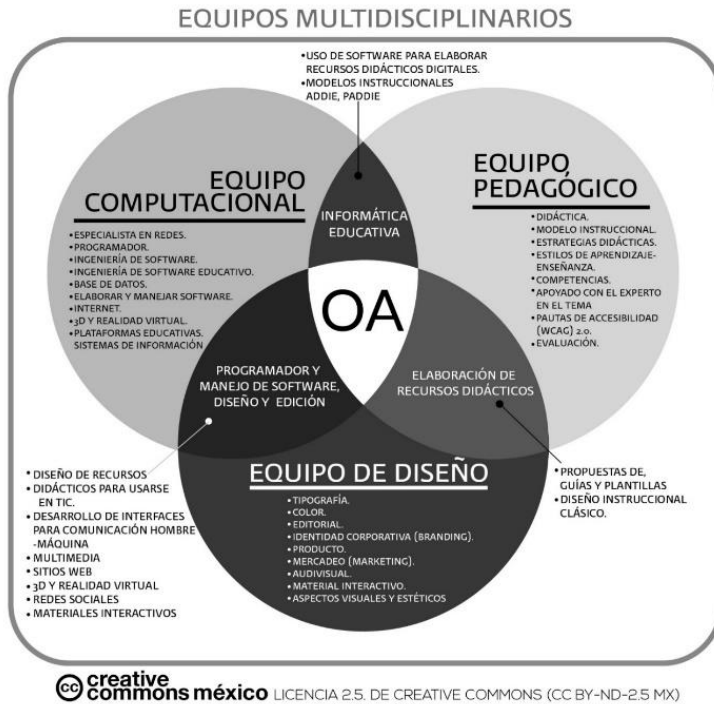 EQUIPOS MULTIDISCIPLINARIOS
•USO DE SOFTWARE PARA ELABORAR
RECURSOS DIDÁCTICOS DIGITALES.
•MODELOS INSTRUCCIONALES
ADDIE, PADDIE
EQUIPO
COMPUTACIONAL
•ESPECIALISTA EN REDES.
•PROGRAMADOR.
•INGENIERÍA DE SOFTWARE.
•INGENIERÍA DE SOFTWARE EDUCATIVO.
•BASE DE DATOS.
•ELABORAR Y MANEJAR SOFTWARE.
•INTERNET.
•3D Y REALIDAD VIRTUAL.
•PLATAFORMAS EDUCATIVAS.
SISTEMAS DE INFORMACIÓN
INFORMÁTICA
EDUCATIVA
EQUIPO
PEDAGÓGICO
•DIDÁCTICA.
•MODELO INSTRUCCIONAL.
•ESTRATEGIAS DIDÁCTICAS.
•ESTILOS DE APRENDIZAJE-
ENSEÑANZA.
•COMPETENCIAS.
•APOYADO CON EL EXPERTO
EN EL TEMA
•PAUTAS DE ACCESIBILIDAD
(WCAG) 2.0.
•EVALUACIÓN.
OA
PROGRAMADOR Y
MANEJO DE SOFTWARE,
DISEÑO Y EDICIÓN
ELABORACIÓN DE
RECURSOS DIDÁCTICOS
•DISEÑO DE RECURSOS
•DIDÁCTICOS PARA USARSE
EN TIC.
•DESARROLLO DE INTERFACES
PARA COMUNICACIÓN HOMBRE
-MÁQUINA
•MULTIMEDIA
•SITIOS WEB
•3D Y REALIDAD VIRTUAL
•REDES SOCIALES
•MATERIALES INTERACTIVOS
EQUIPO DE DISEÑO
•TIPOGRAFÍA.
•COLOR.
•EDITORIAL.
•IDENTIDAD CORPORATIVA (BRANDING).
•PRODUCTO.
•MERCADEO (MARKETING).
•AUDIVISUAL.
•MATERIAL INTERACTIVO.
•ASPECTOS VISUALES Y ESTÉTICOS
•PROPUESTAS DE,
GUÍAS Y PLANTILLAS
•DISEÑO INSTRUCCIONAL
CLÁSICO.
cc creative
commons méxico LICENCIA 2.5. DE CREATIVE COMMONS (CC BY-ND-2.5 MX)